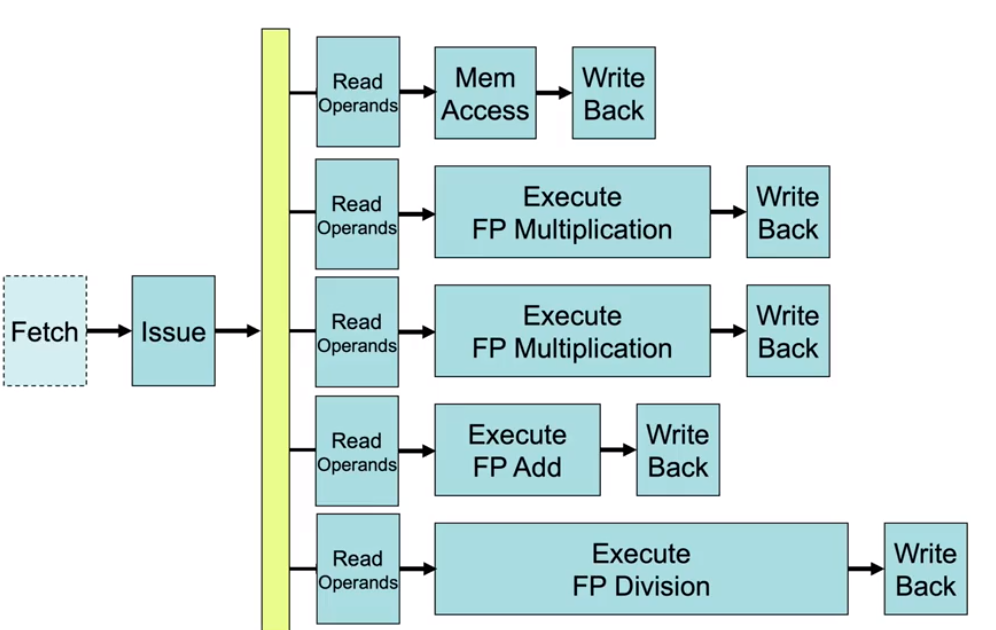 Read
Operands
Mem
Access
Write
Back
Read
Operands
Execute
FP Multiplication
Write
Back
Fetch
Issue
Read
Operands
Execute
FP Multiplication
Write
Back
Read
Operands
Execute
FP Add
Write
Back
Read
Operands
Execute
FP Division
Write
Back